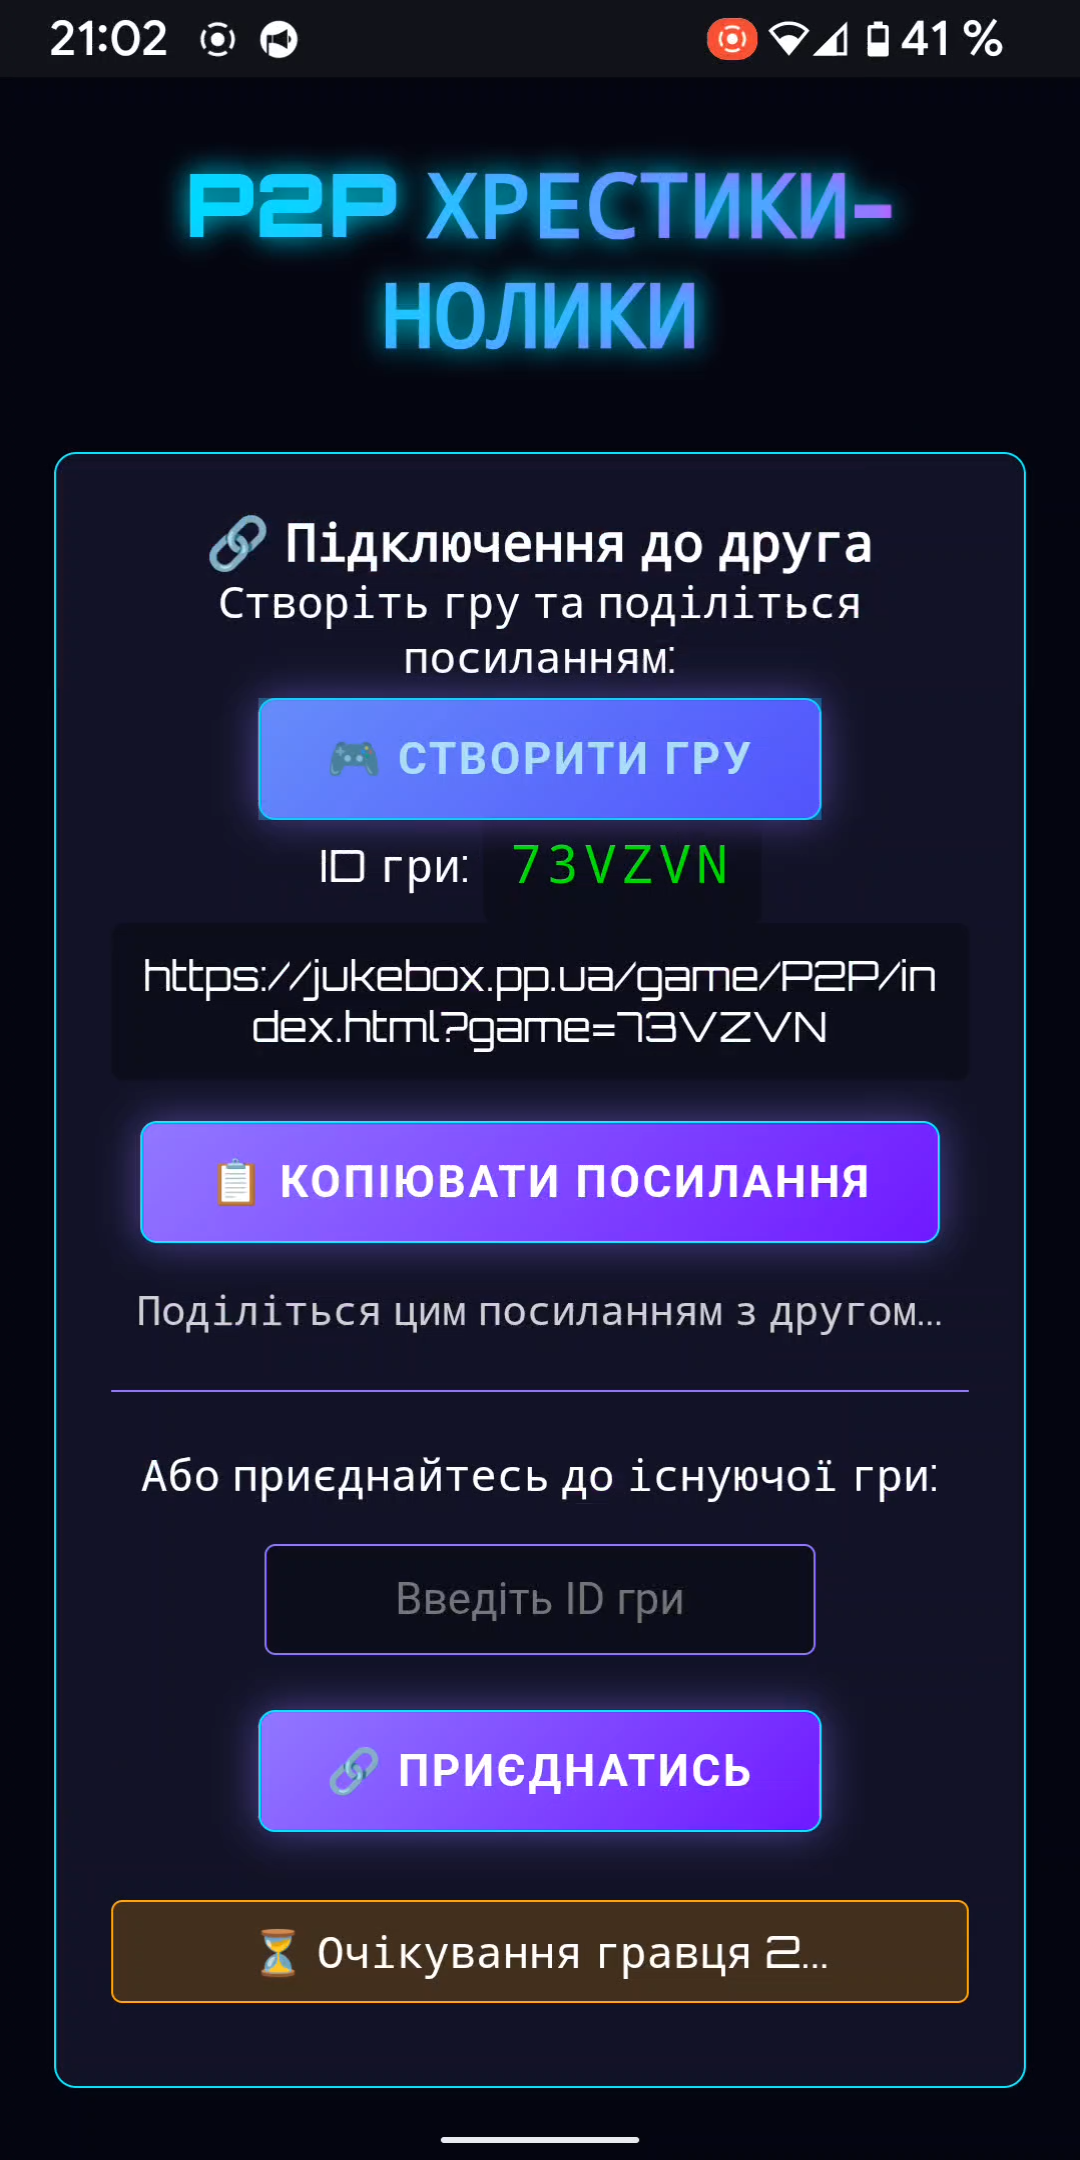 21:02
41 %
P2P ХРЕСТИКИ-
НОЛИКИ
🔗 Підключення до друга
Створіть гру та поділіться
посиланням:
🎮 СТВОРИТИ ГРУ
ID гри: 73VZVN
https://jukebox.pp.ua/game/P2P/in
dex.html?game=73VZVN
📋 КОПІЮВАТИ ПОСИЛАННЯ
Поділіться цим посиланням з другом...
Або приєднайтесь до існуючої гри:
Введіть ID гри
🔗 ПРИЄДНАТИСЬ
⏳ Очікування гравця 2...